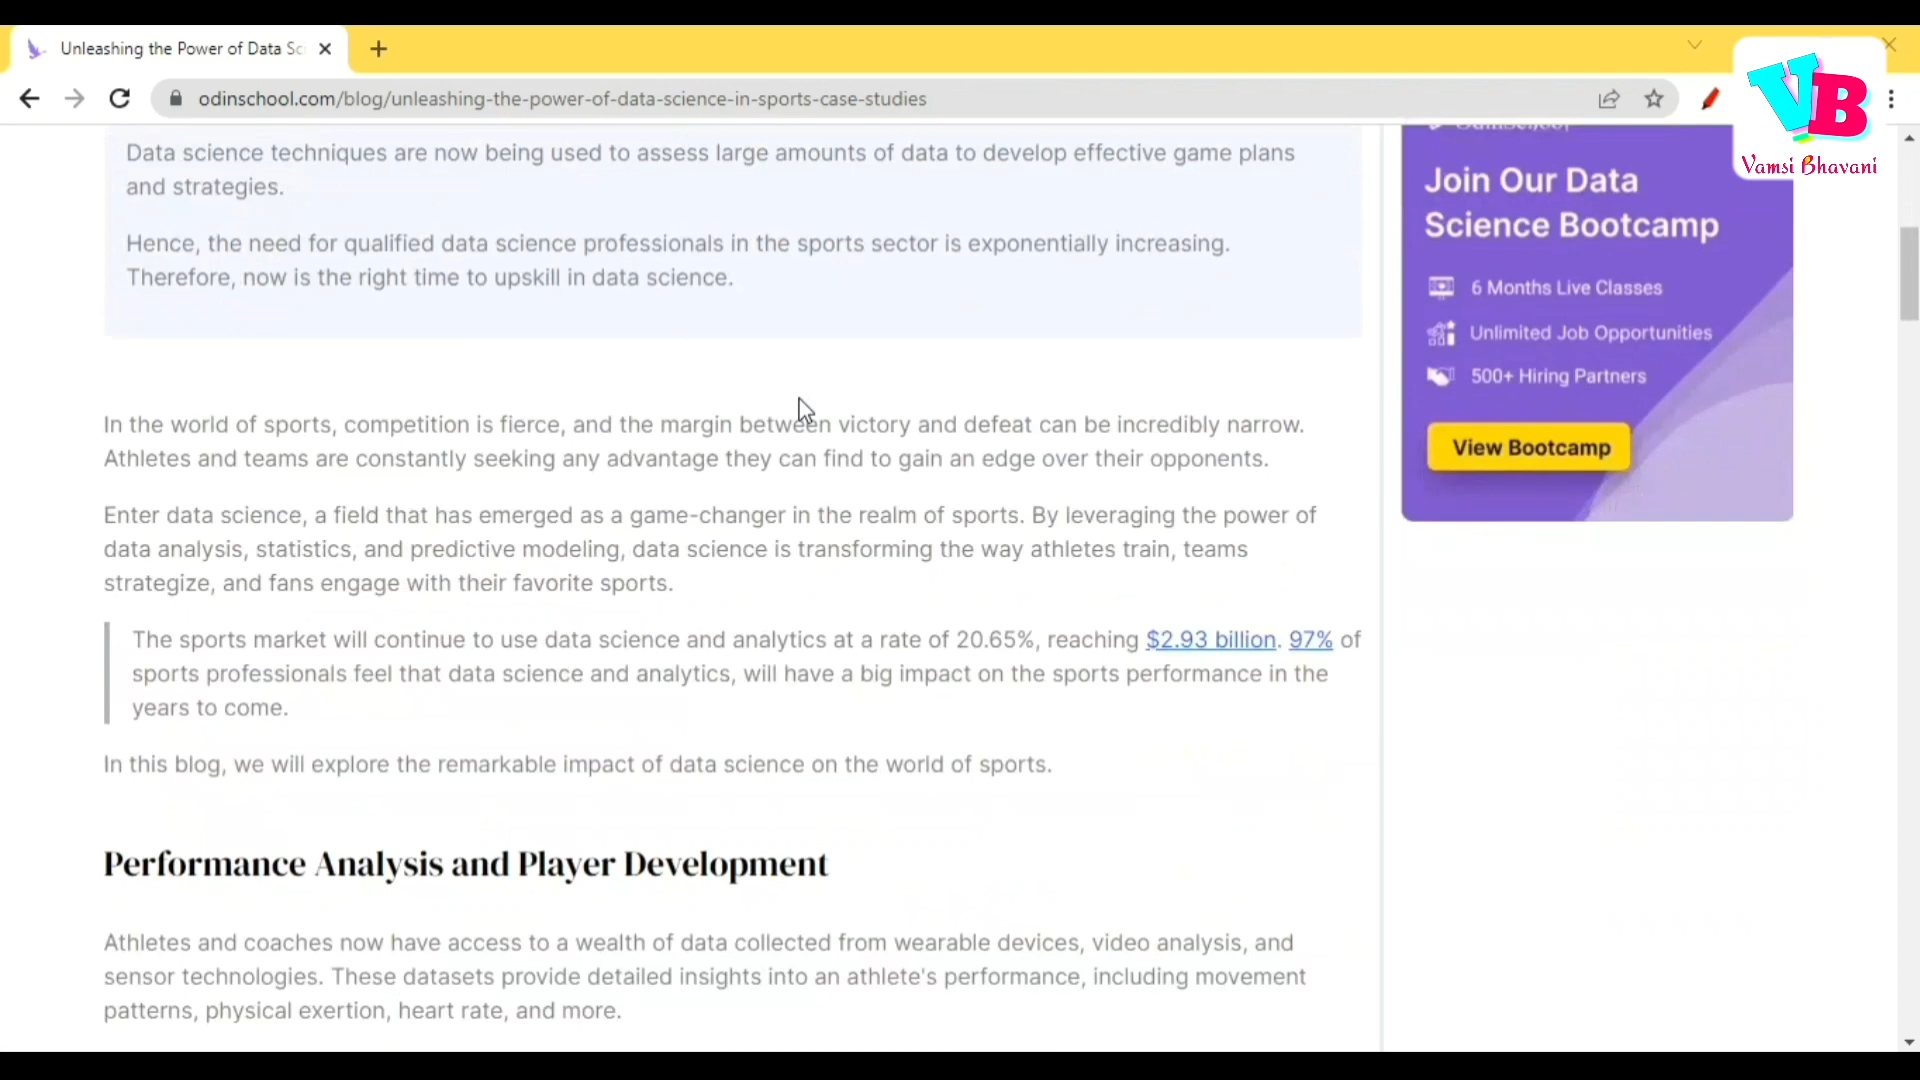 Unleashing the Power of Data Sc
odinschool.com/blog/unleashing-the-power-of-data-science-in-sports-case-studies
VB
Vamsi Bhavani
Data science techniques are now being used to assess large amounts of data to develop effective game plans
and strategies.
Hence, the need for qualified data science professionals in the sports sector is exponentially increasing.
Therefore, now is the right time to upskill in data science.
In the world of sports, competition is fierce, and the margin between victory and defeat can be incredibly narrow.
Athletes and teams are constantly seeking any advantage they can find to gain an edge over their opponents.
Enter data science, a field that has emerged as a game-changer in the realm of sports. By leveraging the power of
data analysis, statistics, and predictive modeling, data science is transforming the way athletes train, teams
strategize, and fans engage with their favorite sports.
The sports market will continue to use data science and analytics at a rate of 20.65%, reaching $2.93 billion. 97% of
sports professionals feel that data science and analytics, will have a big impact on the sports performance in the
years to come.
In this blog, we will explore the remarkable impact of data science on the world of sports.
Performance Analysis and Player Development
Athletes and coaches now have access to a wealth of data collected from wearable devices, video analysis, and
sensor technologies. These datasets provide detailed insights into an athlete's performance, including movement
patterns, physical exertion, heart rate, and more.
Join Our Data
Science Bootcamp
6 Months Live Classes
Unlimited Job Opportunities
500+ Hiring Partners
View Bootcamp